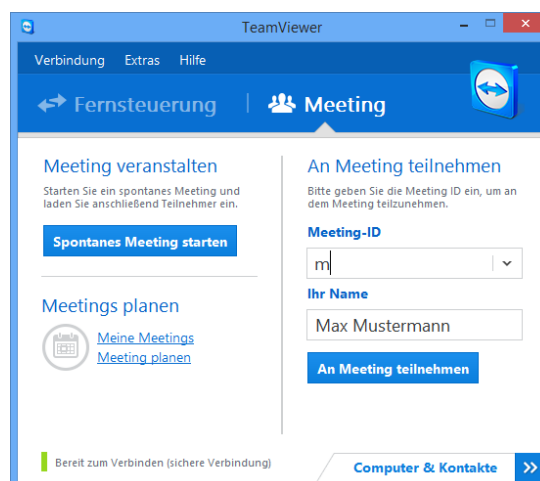 TeamViewer
Verbindung Extras Hilfe
Fernsteuerung
Meeting
Meeting veranstalten
Starten Sie ein spontanes Meeting und
laden Sie anschließend Teilnehmer ein.
Spontanes Meeting starten
Meetings planen
Meine Meetings
Meeting planen
An Meeting teilnehmen
Bitte geben Sie die Meeting ID ein, um an
dem Meeting teilzunehmen.
Meeting-ID
m
Ihr Name
Max Mustermann
An Meeting teilnehmen
Bereit zum Verbinden (sichere Verbindung)
Computer & Kontakte